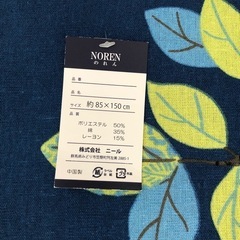 NOREN
のれん
品番
品名
サイズ 約85×150cm
ポリエステル 50%
綿 35%
レーヨン 15%
株式会社 ニール
中国製